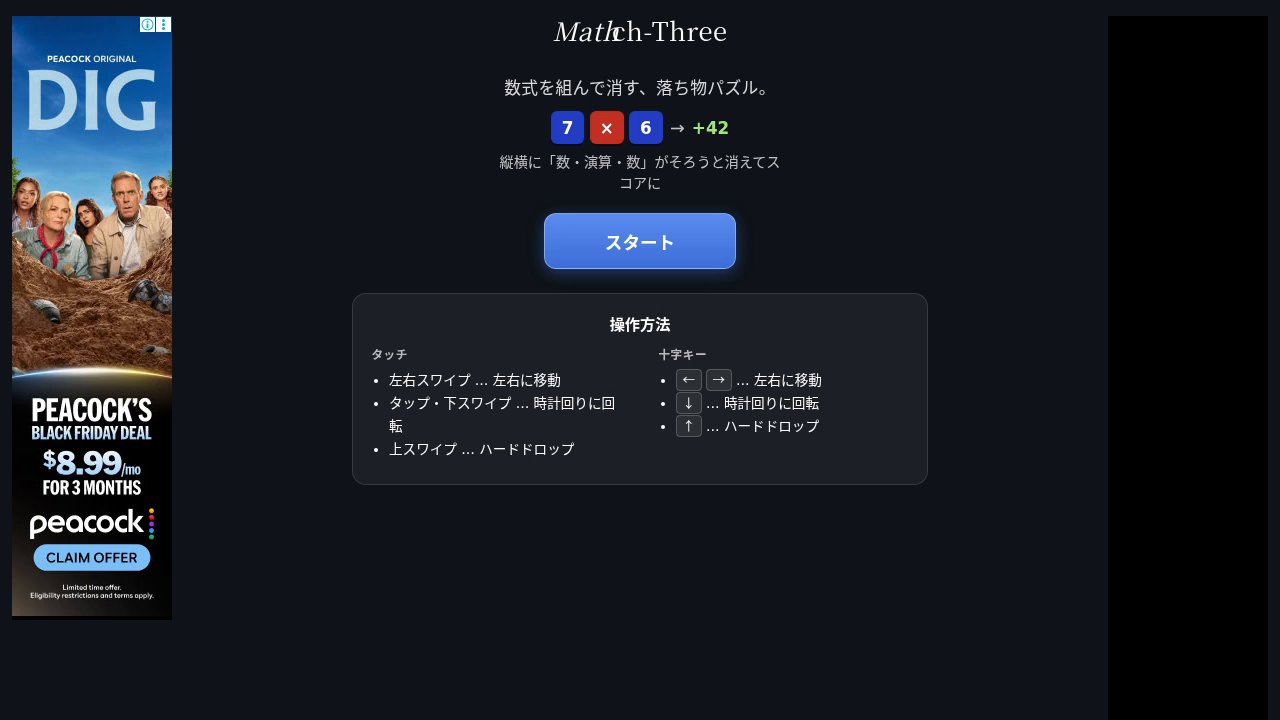 Mathch-Three
数式を組んで消す、落ち物パズル。
7 × 6 → +42
縦横に「数・演算・数」がそろうと消えてス
コアに
スタート
操作方法
タッチ
• 左右スワイプ … 左右に移動
• タップ・下スワイプ … 時計回りに回
転
• 上スワイプ … ハードドロップ
十字キー
• ← → … 左右に移動
• ↓ … 時計回りに回転
• ↑ … ハードドロップ
PEACOCK ORIGINAL
DIG
PEACOCK'S
BLACK FRIDAY DEAL
$8.99/mo
FOR 3 MONTHS
peacock
CLAIM OFFER
Limited time offer.
Eligibility restrictions and terms apply.